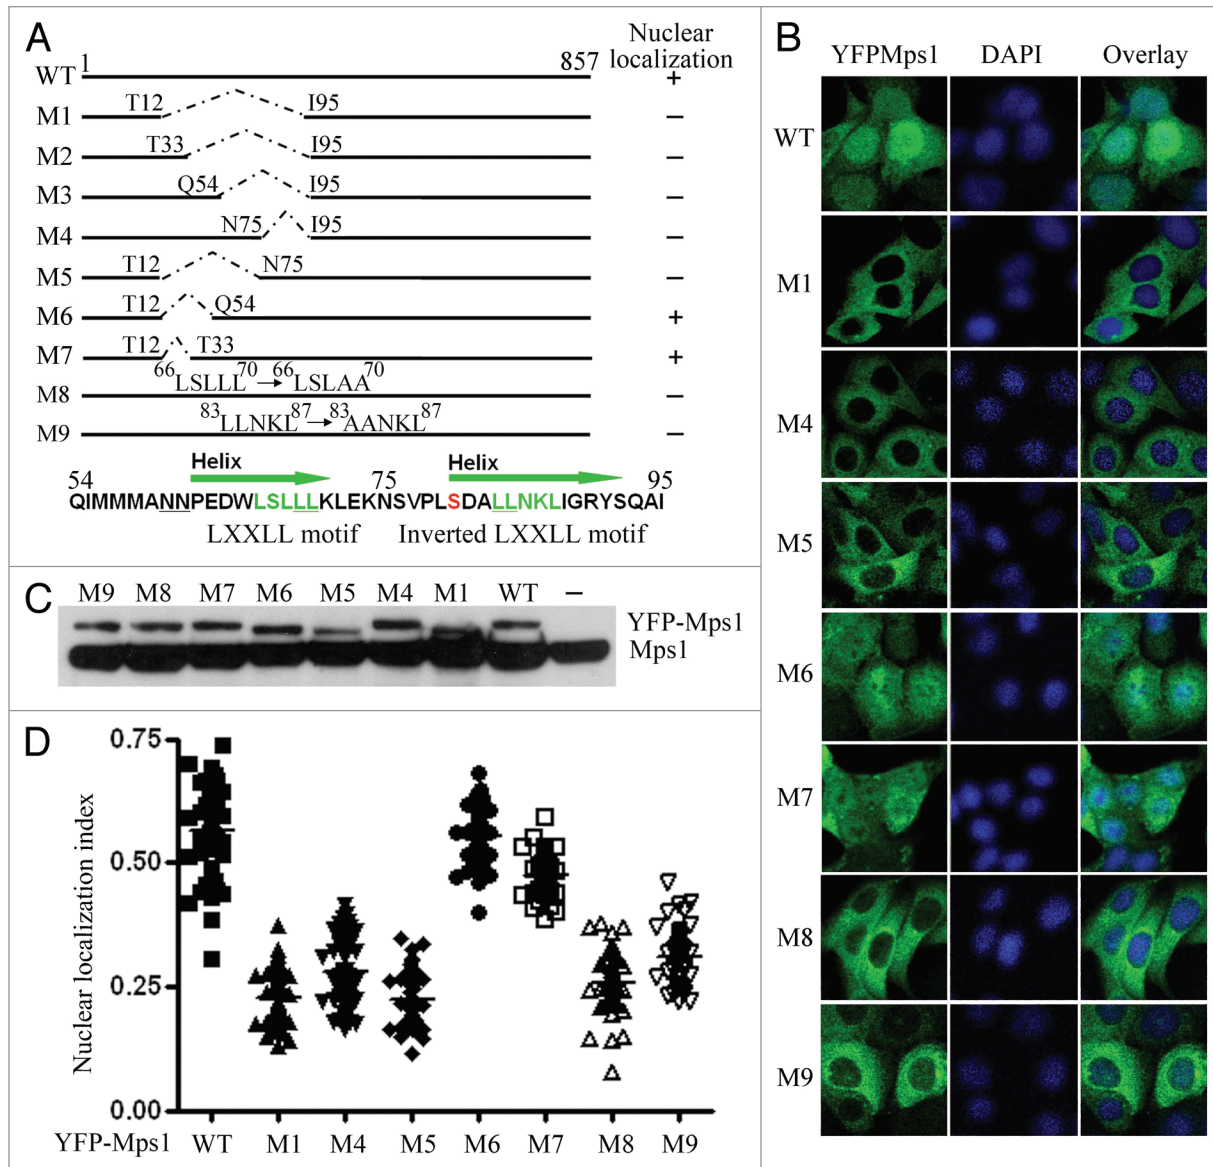 A
Nuclear
localization
1
857
WT
+
M1
T12
I95
–
M2
T33
I95
–
M3
Q54
I95
–
M4
N75
I95
–
M5
T12
N75
–
M6
T12
Q54
+
M7
T12
T33
+
M8
66LSLLL70→66LSLAA70
–
M9
83LLNKL87→83AANKL87
–
Helix
Helix
54
75
95
QIMMMANNPEDWLSLLLKLEKNSVPLSDALLNKLIGRYSQAI
LXXLL motif
Inverted LXXLL motif
B
YFPMps1 DAPI Overlay
WT
M1
M4
M5
M6
M7
M8
M9
C
M9 M8 M7 M6 M5 M4 M1 WT –
YFP-Mps1
Mps1
D
Nuclear localization index
0.75
0.50
0.25
0.00
YFP-Mps1 WT M1 M4 M5 M6 M7 M8 M9